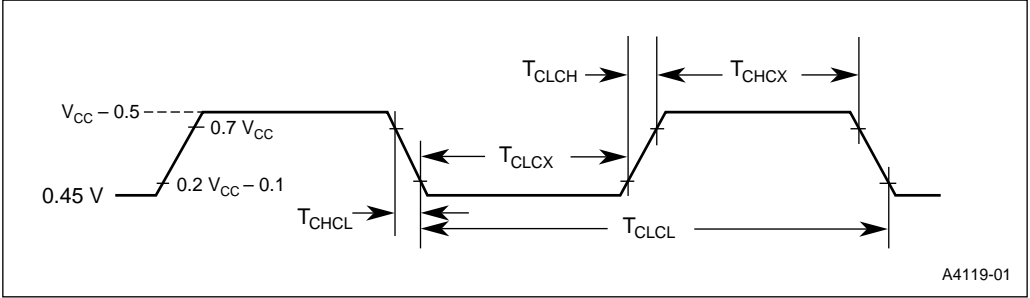 T_CLCH
T_CHCX
V_CC – 0.5
0.7 V_CC
T_CLCX
0.2 V_CC – 0.1
0.45 V
T_CHCL
T_CLCL
A4119-01